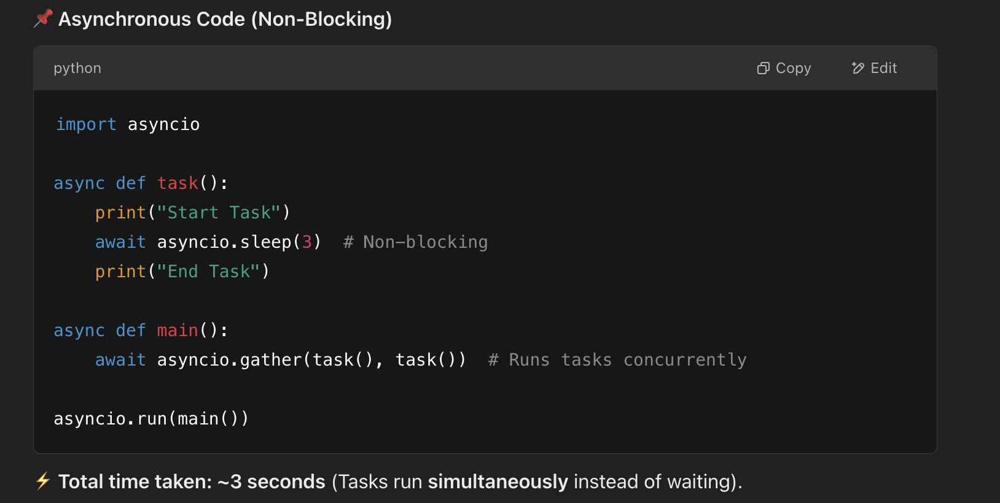 📌 Asynchronous Code (Non-Blocking)
python
Copy
Edit
import asyncio
async def task():
    print("Start Task")
    await asyncio.sleep(3)  # Non-blocking
    print("End Task")
async def main():
    await asyncio.gather(task(), task())  # Runs tasks concurrently
asyncio.run(main())
⚡ Total time taken: ~3 seconds (Tasks run simultaneously instead of waiting).